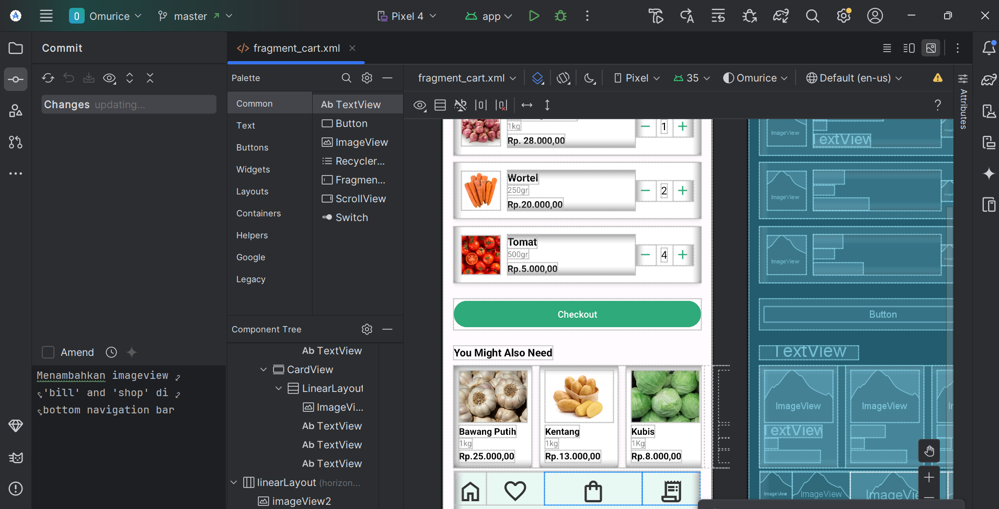 O Omurice master Pixel 4 app
Commit
fragment_cart.xml
Changes updating...
Palette
Common
Text
Buttons
Widgets
Layouts
Containers
Helpers
Google
Legacy
Ab TextView
Button
ImageView
Recycler...
Fragmen...
ScrollView
Switch
fragment_cart.xml Pixel 35 Omurice Default (en-us)
?
Attributes
1kg
Rp. 28.000,00
1
Wortel
250gr
Rp.20.000,00
2
Tomat
500gr
Rp.5.000,00
4
Checkout
You Might Also Need
Bawang Putih
1kg
Rp.25.000,00
Kentang
1kg
Rp.13.000,00
Kubis
1Kg
Rp.8.000,00
ImageView
TextView
ImageView
ImageView
Button
TextView
ImageView
ImageView
TextView
ImageView
ImageView
ImageVie
Component Tree
Ab TextView
CardView
LinearLayout
ImageVi...
Ab TextView
Ab TextView
Ab TextView
linearLayout (horizon...
imageView2
Amend
Menambahkan imageview
'bill' and 'shop' di
bottom navigation bar